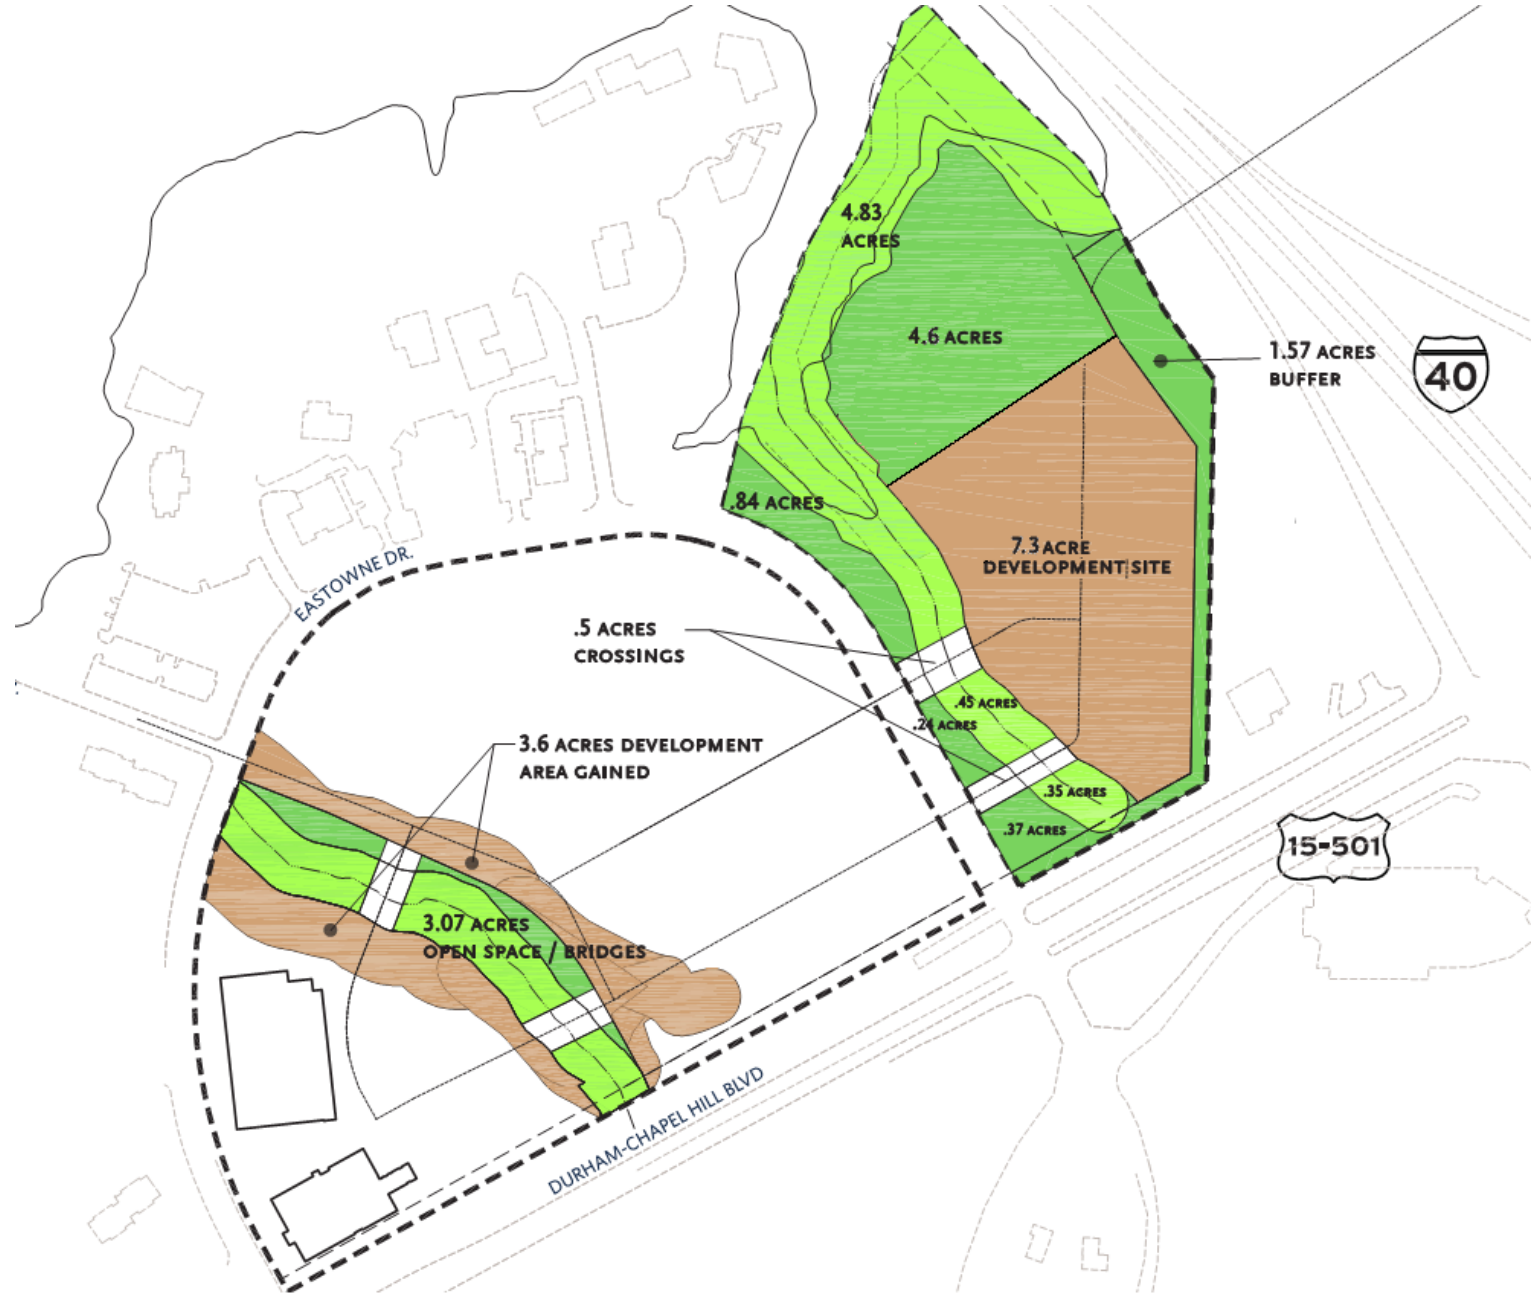 4.83
ACRES
4.6 ACRES
1.57 ACRES
BUFFER
40
.84 ACRES
7.3 ACRE
DEVELOPMENT SITE
EASTOWNE DR.
.5 ACRES
CROSSINGS
.45 ACRES
.24 ACRES
3.6 ACRES DEVELOPMENT
AREA GAINED
.35 ACRES
.37 ACRES
15-501
3.07 ACRES
OPEN SPACE / BRIDGES
DURHAM-CHAPEL HILL BLVD